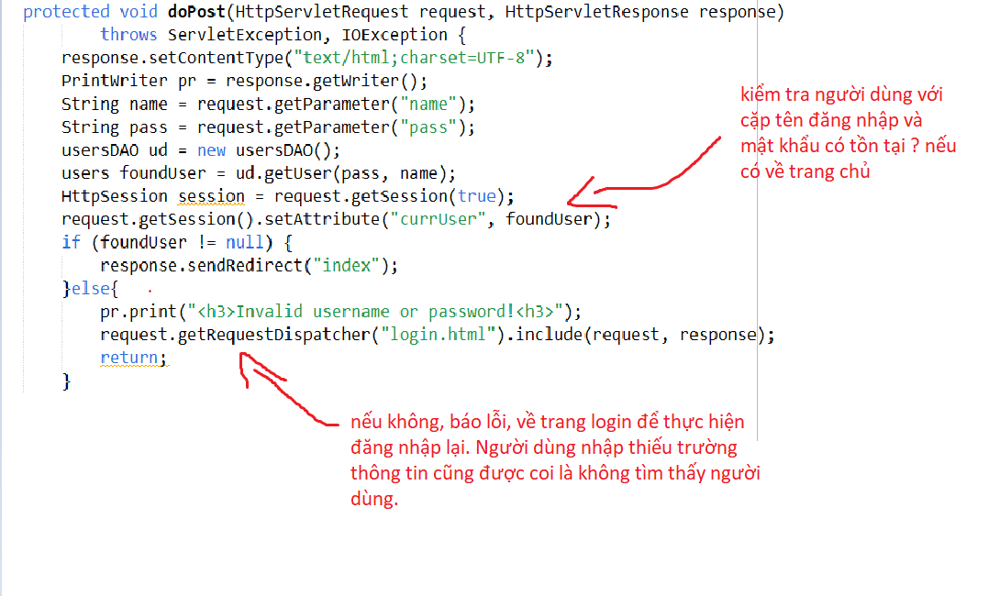 protected void doPost(HttpServletRequest request, HttpServletResponse response)
throws ServletException, IOException {
response.setContentType("text/html;charset=UTF-8");
PrintWriter pr = response.getWriter();
String name = request.getParameter("name");
String pass = request.getParameter("pass");
usersDAO ud = new usersDAO();
users foundUser = ud.getUser(pass, name);
HttpSession session = request.getSession(true);
request.getSession().setAttribute("currUser", foundUser);
if (foundUser != null) {
response.sendRedirect("index");
}else{
pr.print("<h3>Invalid username or password!<h3>");
request.getRequestDispatcher("login.html").include(request, response);
return;
}
kiểm tra người dùng với
cặp tên đăng nhập và
mật khẩu có tồn tại ? nếu
có về trang chủ
nếu không, báo lỗi, về trang login để thực hiện
đăng nhập lại. Người dùng nhập thiếu trường
thông tin cũng được coi là không tìm thấy người
dùng.